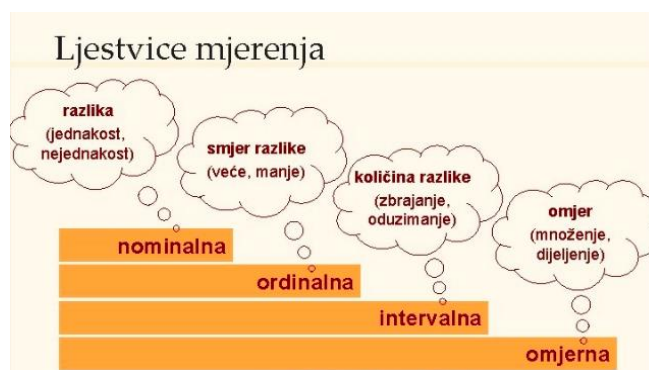 Ljestvice mjerenja
razlika
(jednakost,
nejednakost)
smjer razlike
(veće, manje)
količina razlike
(zbrajanje,
oduzimanje)
omjer
(množenje,
dijeljenje)
nominalna
ordinalna
intervalna
omjerna